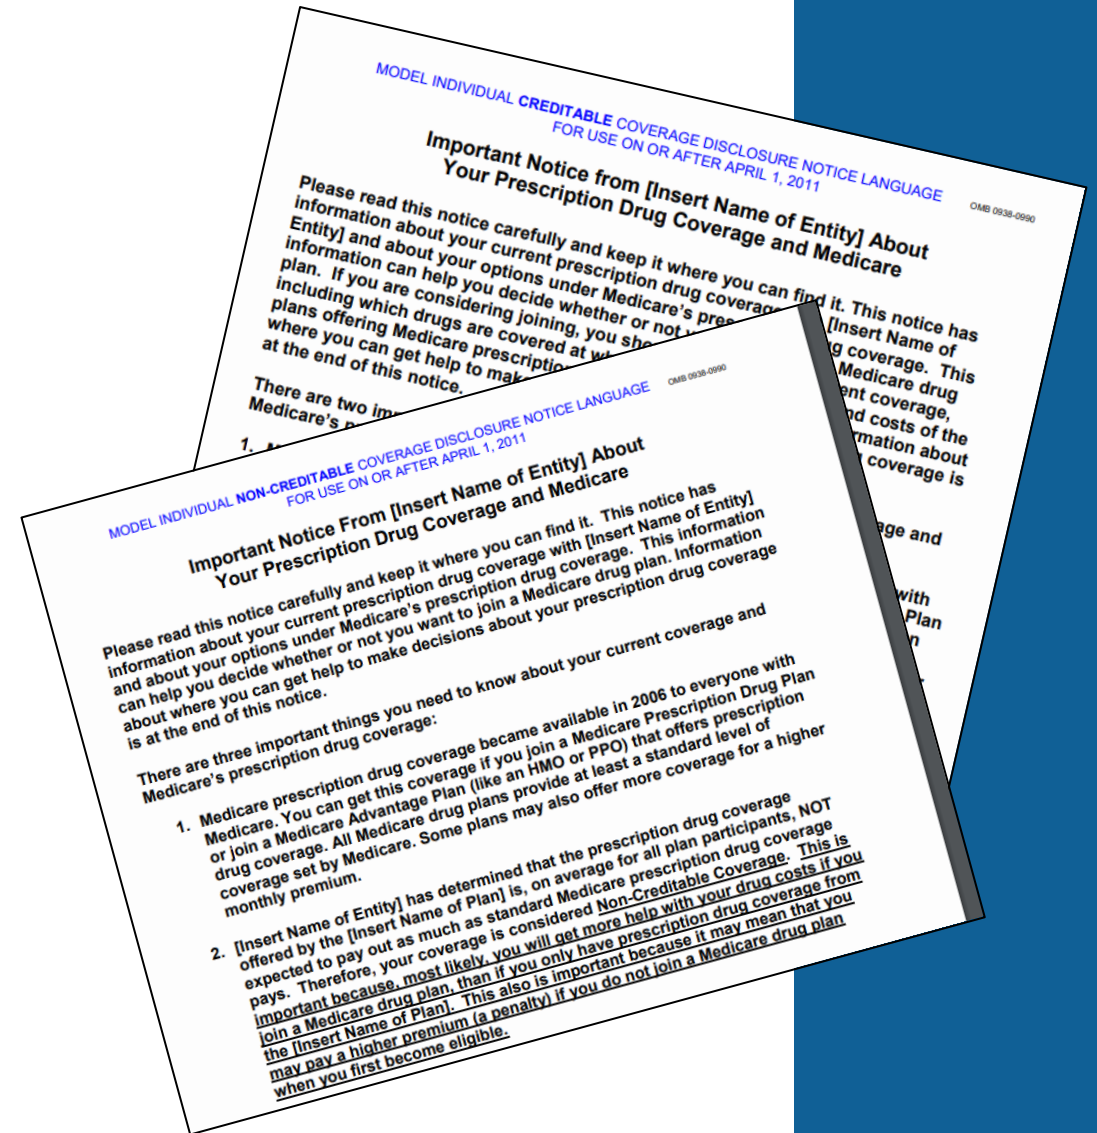 MODEL INDIVIDUAL CREDITABLE COVERAGE DISCLOSURE NOTICE LANGUAGE
FOR USE ON OR AFTER APRIL 1, 2011
OMB 0938-0990
Important Notice from [Insert Name of Entity] About
Your Prescription Drug Coverage and Medicare
Please read this notice carefully and keep it where you can find it. This notice has
information about your current prescription drug coverage [Insert Name of
Entity] and about your options under Medicare's coverage. This
information can help you decide whether or not Medicare drug
plan. If you are considering joining, you coverage,
including which drugs are covered at costs of the
plans offering Medicare about
where you can get help to coverage is
at the end of this notice.
There are two
Medicare's and
1.
with
Plan
MODEL INDIVIDUAL NON-CREDITABLE COVERAGE DISCLOSURE NOTICE LANGUAGE
FOR USE ON OR AFTER APRIL 1, 2011
OMB 0938-0990
Important Notice From [Insert Name of Entity] About
Your Prescription Drug Coverage and Medicare
Please read this notice carefully and keep it where you can find it. This notice has
information about your current prescription drug coverage with [Insert Name of Entity]
and about your options under Medicare's prescription drug coverage. This information
can help you decide whether or not you want to join a Medicare drug plan. Information
about where you can get help to make decisions about your prescription drug coverage
is at the end of this notice.
There are three important things you need to know about your current coverage and
Medicare's prescription drug coverage:
1. Medicare prescription drug coverage became available in 2006 to everyone with
Medicare. You can get this coverage if you join a Medicare Prescription Drug Plan
or join a Medicare Advantage Plan (like an HMO or PPO) that offers prescription
drug coverage. All Medicare drug plans provide at least a standard level of
coverage set by Medicare. Some plans may also offer more coverage for a higher
monthly premium.
2. [Insert Name of Entity] has determined that the prescription drug coverage
offered by the [Insert Name of Plan] is, on average for all plan participants, NOT
expected to pay out as much as standard Medicare prescription drug coverage
pays. Therefore, your coverage is considered Non-Creditable Coverage. This is
important because, most likely, you will get more help with your drug costs if you
join a Medicare drug plan, than if you only have prescription drug coverage from
the [Insert Name of Plan]. This also is important because it may mean that you
may pay a higher premium (a penalty) if you do not join a Medicare drug plan
when you first become eligible.